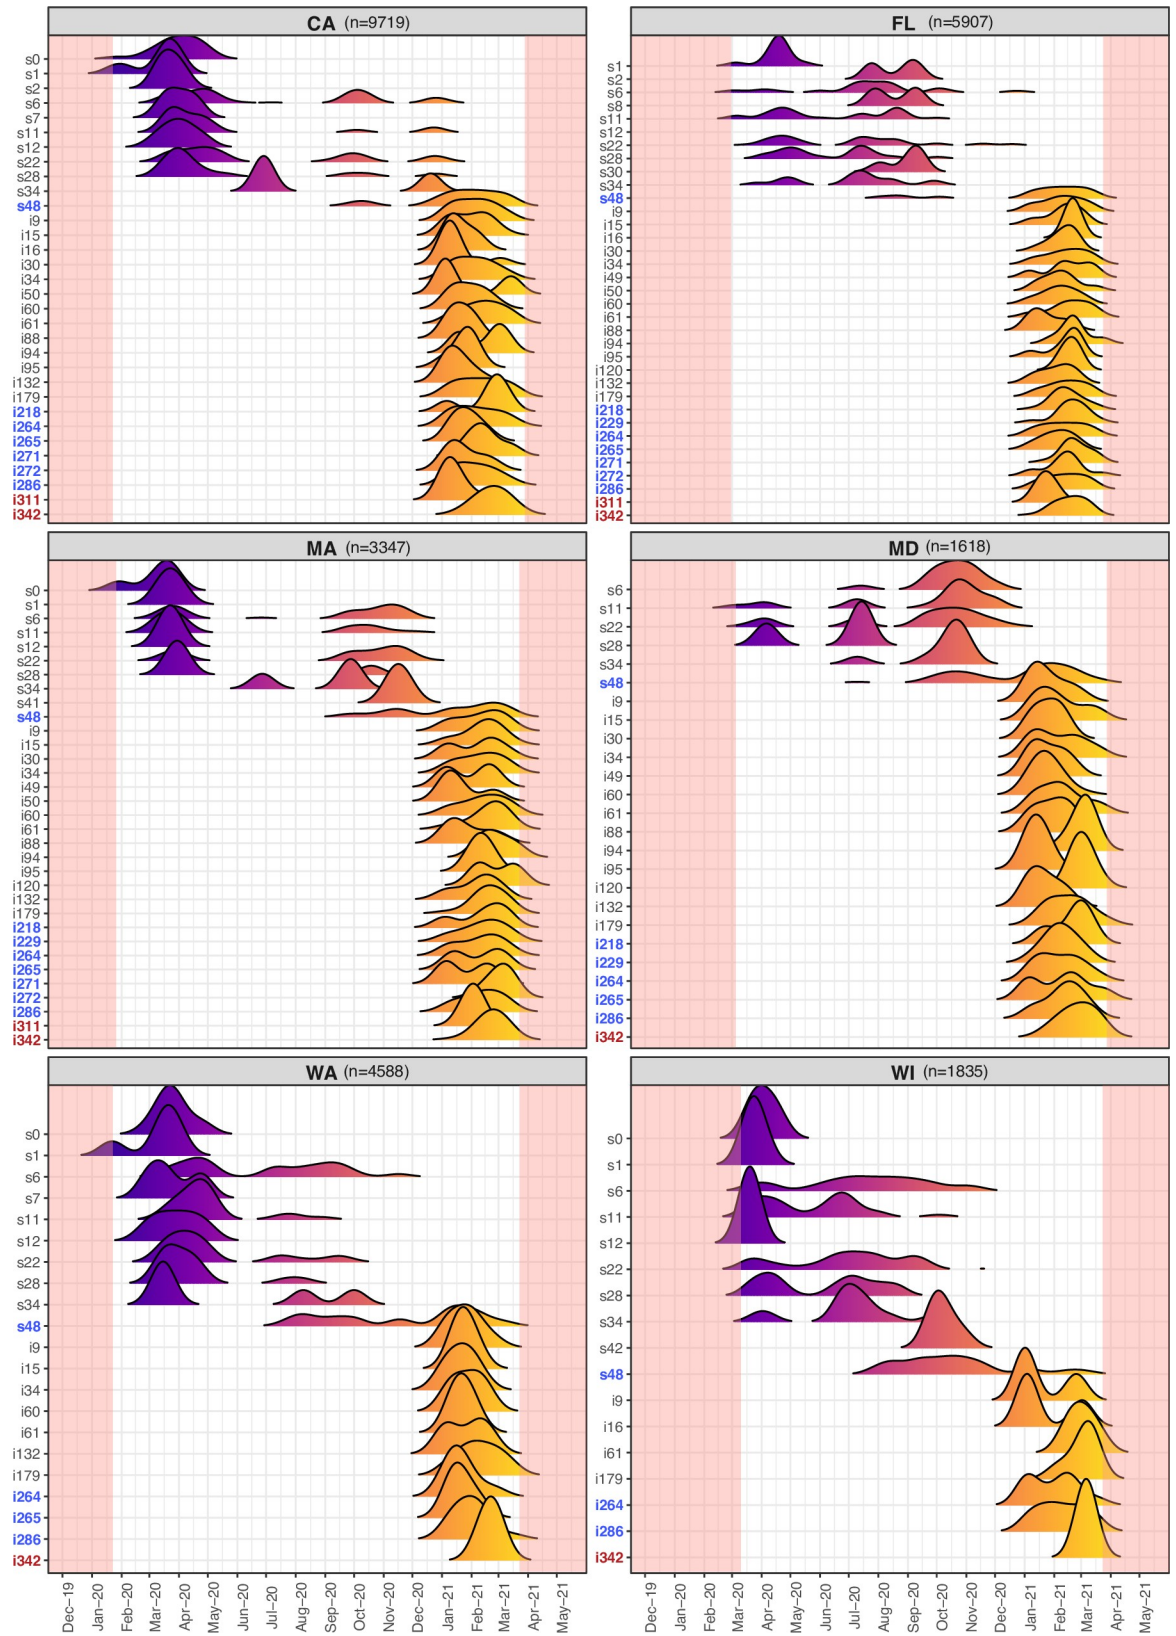 CA (n=9719)
s0
s1
s2
s6
s7
s11
s12
s22
s28
s34
s48
i9
i15
i16
i30
i34
i50
i60
i61
i88
i94
i95
i132
i179
i218
i264
i265
i271
i272
i286
i311
i342
FL (n=5907)
s1
s2
s6
s8
s11
s12
s22
s28
s30
s34
s48
i9
i15
i16
i30
i34
i49
i50
i60
i61
i88
i94
i95
i120
i132
i179
i218
i229
i264
i265
i271
i272
i286
i311
i342
MA (n=3347)
s0
s1
s6
s11
s12
s22
s28
s34
s41
s48
i9
i15
i30
i34
i49
i50
i60
i61
i88
i94
i95
i120
i132
i179
i218
i229
i264
i265
i271
i272
i286
i311
i342
MD (n=1618)
s6
s11
s22
s28
s34
s48
i9
i15
i30
i34
i49
i60
i61
i88
i94
i95
i120
i132
i179
i218
i229
i264
i265
i286
i342
WA (n=4588)
s0
s1
s6
s7
s11
s12
s22
s28
s34
s48
i9
i15
i34
i60
i61
i132
i179
i264
i265
i286
i342
Dec−19
Jan−20
Feb−20
Mar−20
Apr−20
May−20
Jun−20
Jul−20
Aug−20
Sep−20
Oct−20
Nov−20
Dec−20
Jan−21
Feb−21
Mar−21
Apr−21
May−21
WI (n=1835)
s0
s1
s6
s11
s12
s22
s28
s34
s42
s48
i9
i16
i61
i179
i264
i286
i342
Dec−19
Jan−20
Feb−20
Mar−20
Apr−20
May−20
Jun−20
Jul−20
Aug−20
Sep−20
Oct−20
Nov−20
Dec−20
Jan−21
Feb−21
Mar−21
Apr−21
May−21